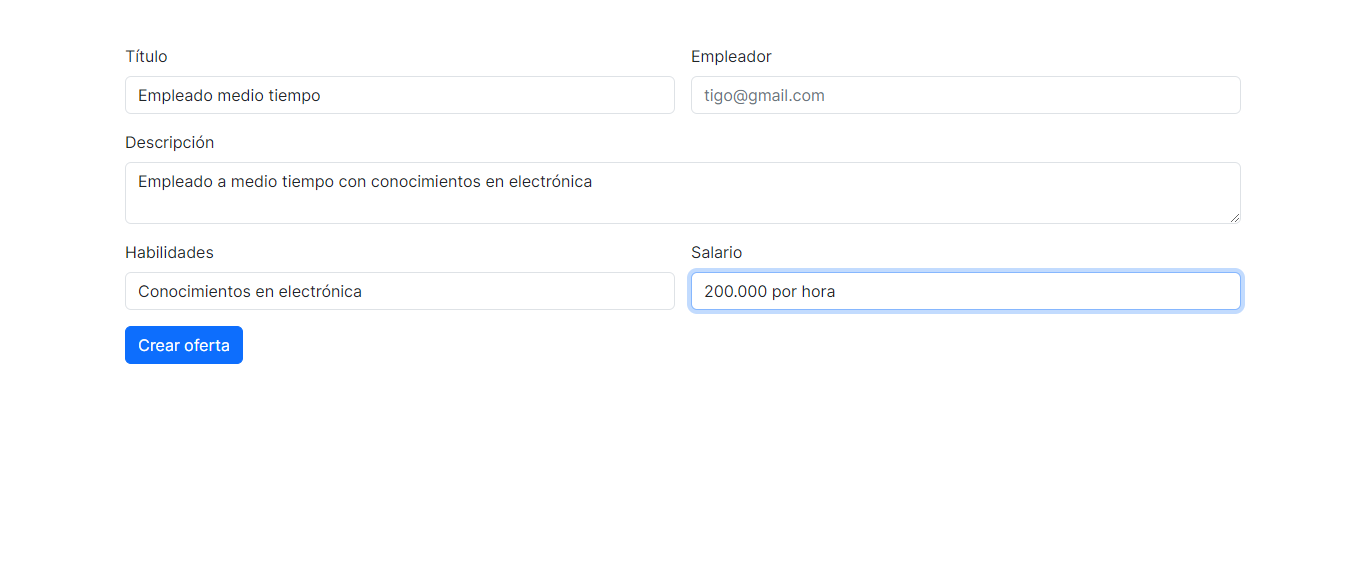 Título
Empleador
Empleado medio tiempo
tigo@gmail.com
Descripción
Empleado a medio tiempo con conocimientos en electrónica
Habilidades
Salario
Conocimientos en electrónica
200.000 por hora
Crear oferta